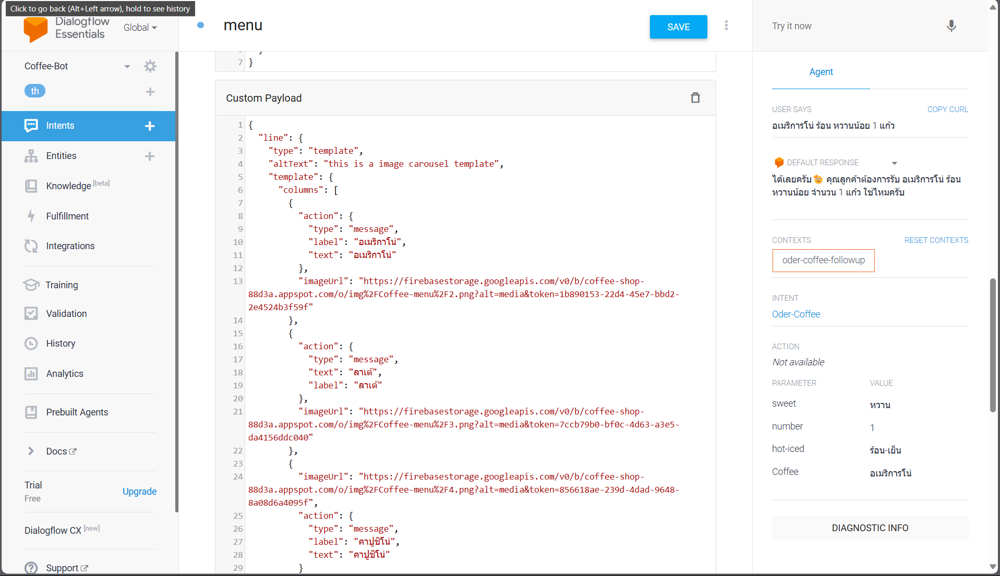 Click to go back (Alt+Left arrow), hold to see history
Dialogflow
Essentials
Global
Coffee-Bot
th
Intents
Entities
Knowledge [beta]
Fulfillment
Integrations
Training
Validation
History
Analytics
Prebuilt Agents
Docs
Trial
Free
Upgrade
Dialogflow CX [new]
Support
menu
SAVE
7 }
Custom Payload
1 {
2 "line": {
3 "type": "template",
4 "altText": "this is a image carousel template",
5 "template": {
6 "columns": [
7 {
8 "action": {
9 "type": "message",
10 "label": "อเมริกาโน่",
11 "text": "อเมริกาโน่"
12 },
13 "imageUrl": "https://firebasestorage.googleapis.com/v0/b/coffee-shop-
88d3a.appspot.com/o/img%2FCoffee-menu%2F2.png?alt=media&token=1b890153-22d4-45e7-bbd2-
2e4524b3f59f"
14 },
15 {
16 "action": {
17 "type": "message",
18 "text": "ลาเต้",
19 "label": "ลาเต้"
20 },
21 "imageUrl": "https://firebasestorage.googleapis.com/v0/b/coffee-shop-
88d3a.appspot.com/o/img%2FCoffee-menu%2F3.png?alt=media&token=7ccb79b0-bf0c-4d63-a3e5-
da4156ddc040"
22 },
23 {
24 "imageUrl": "https://firebasestorage.googleapis.com/v0/b/coffee-shop-
88d3a.appspot.com/o/img%2FCoffee-menu%2F4.png?alt=media&token=856618ae-239d-4dad-9648-
8a08d6a4095f",
25 "action": {
26 "type": "message",
27 "label": "คาปูชิโน่",
28 "text": "คาปูชิโน่"
29 }
Try it now
Agent
USER SAYS
COPY CURL
อเมริการโน่ ร้อน หวานน้อย 1 แก้ว
DEFAULT RESPONSE
ได้เลยครับ🫡 คุณลูกค้าต้องการรับ อเมริการโน่ ร้อน
หวานน้อย จำนวน 1 แก้ว ใช่ไหมครับ
CONTEXTS
RESET CONTEXTS
oder-coffee-followup
INTENT
Oder-Coffee
ACTION
Not available
PARAMETER VALUE
sweet หวาน
number 1
hot-iced ร้อน-เย็น
Coffee อเมริการโน่
DIAGNOSTIC INFO